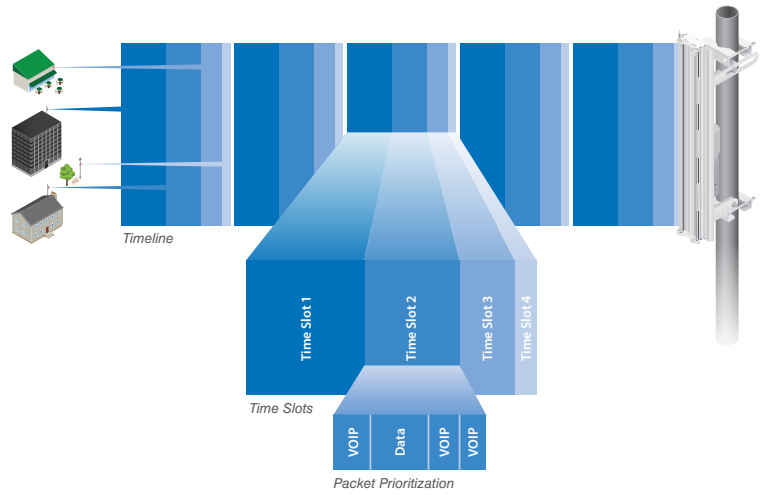 Timeline
Time Slot 1
Time Slot 2
Time Slot 3
Time Slot 4
Time Slots
VOIP
Data
VOIP
VOIP
Packet Prioritization